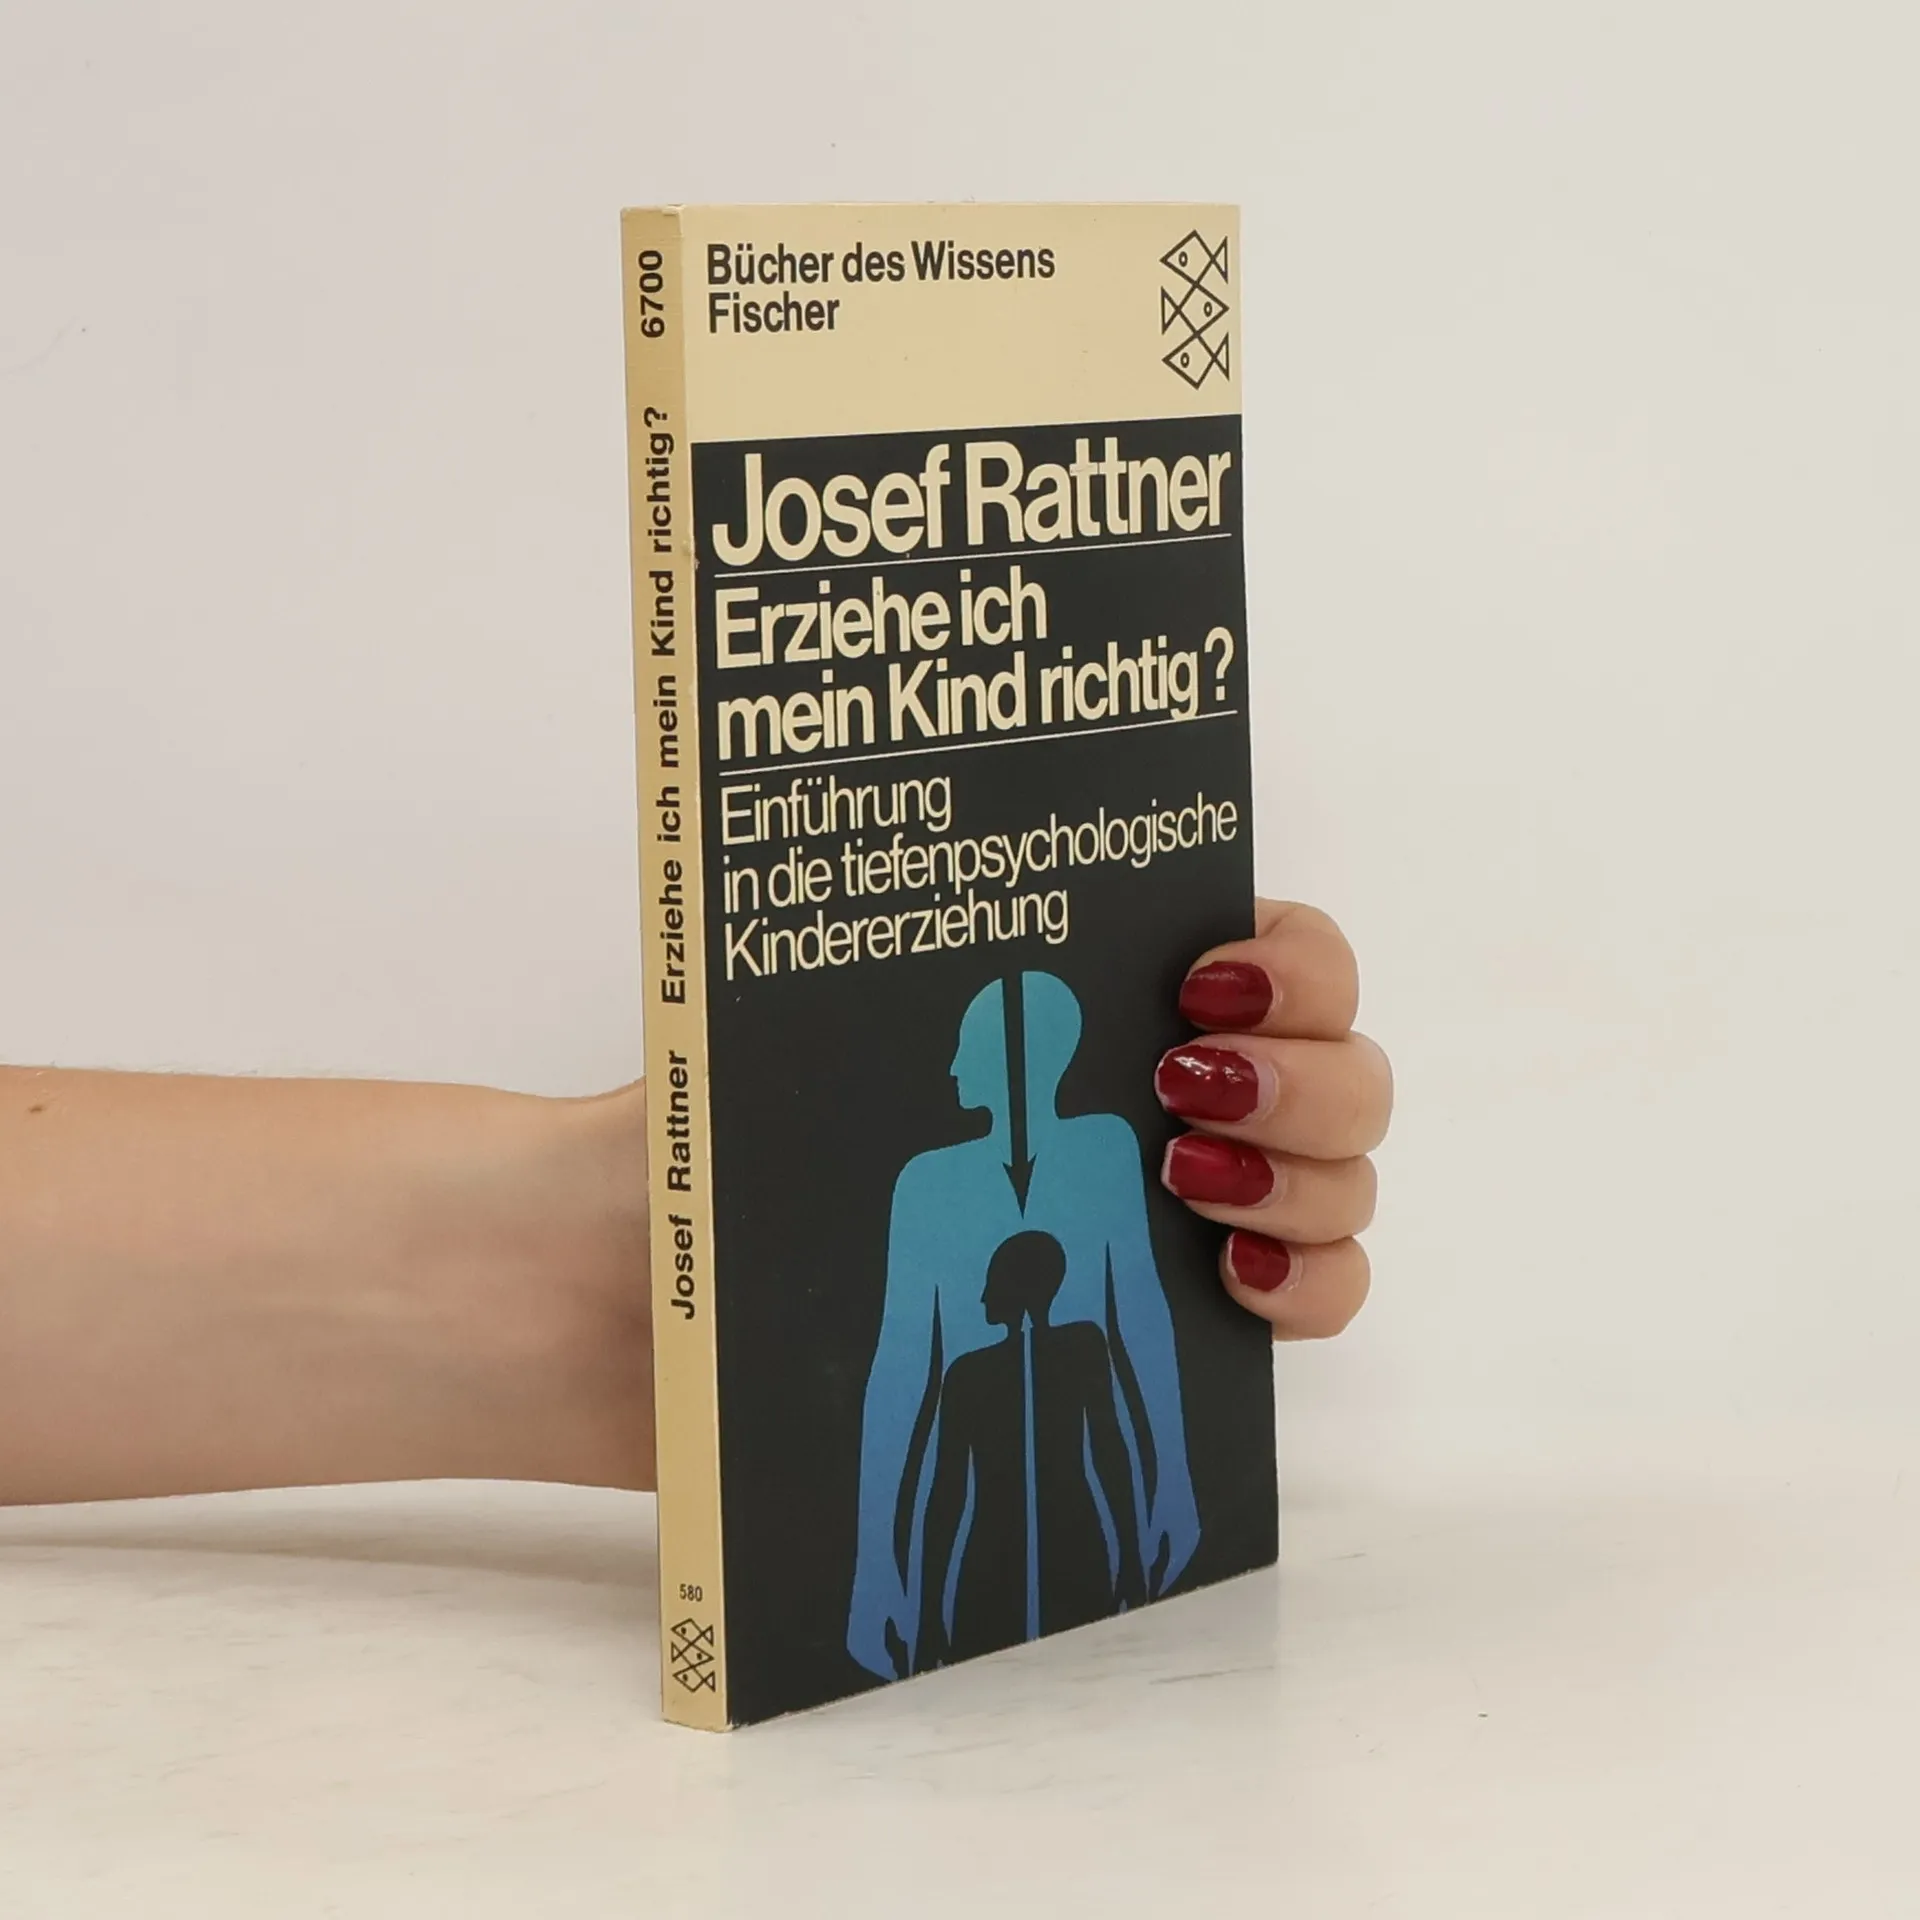 Bücher des Wissens
Fischer
Josef Rattner
Erziehe ich
mein Kind richtig?
Einführung
in die tiefenpsychologische
Kindererziehung
Josef Rattner Erziehe ich mein Kind richtig? 6700
580